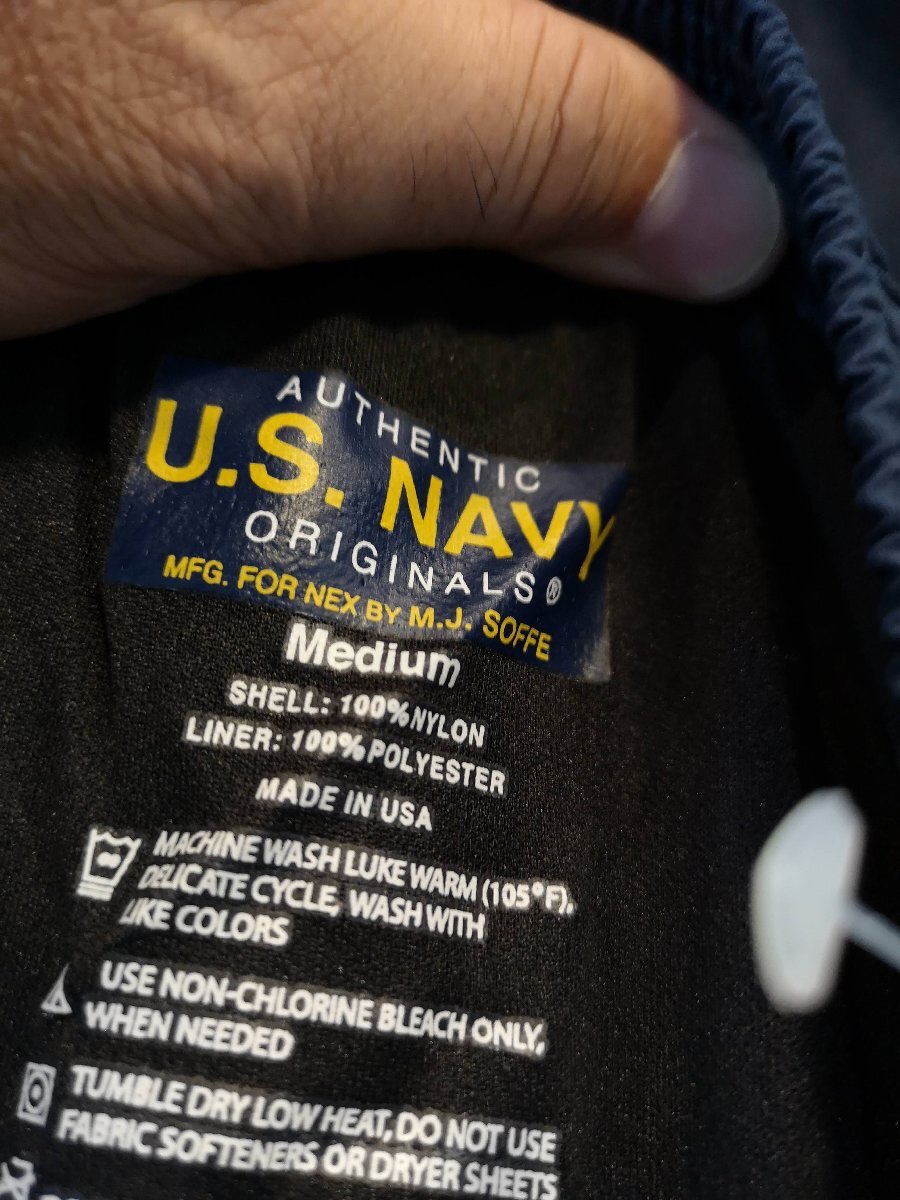 AUTHENTIC
U.S. NAVY
ORIGINALS®
MFG. FOR NEX BY M.J. SOFFE
Medium
SHELL: 100% NYLON
LINER: 100% POLYESTER
MADE IN USA
MACHINE WASH LUKE WARM (105°F),
DELICATE CYCLE, WASH WITH
LIKE COLORS
USE NON-CHLORINE BLEACH ONLY,
WHEN NEEDED
TUMBLE DRY LOW HEAT, DO NOT USE
FABRIC SOFTENERS OR DRYER SHEETS